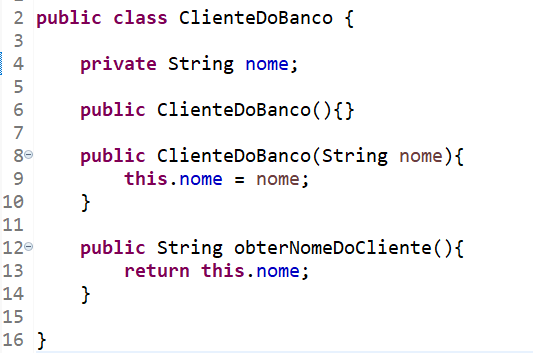 2 public class ClienteDoBanco {
3
4     private String nome;
5
6     public ClienteDoBanco(){}
7
8     public ClienteDoBanco(String nome){
9         this.nome = nome;
10     }
11
12     public String obterNomeDoCliente(){
13         return this.nome;
14     }
15
16 }